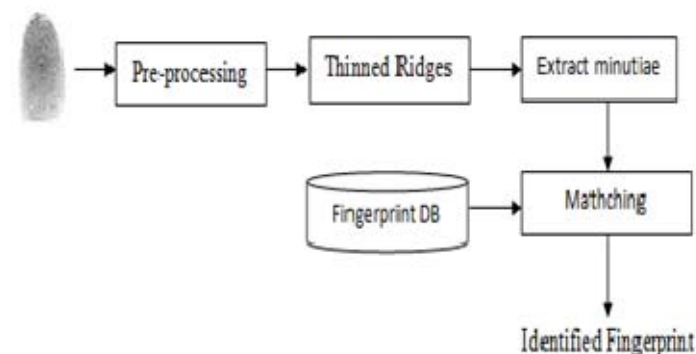 Pre-processing
Thinned Ridges
Extract minutiae
Fingerprint DB
Mathching
Identified Fingerprint